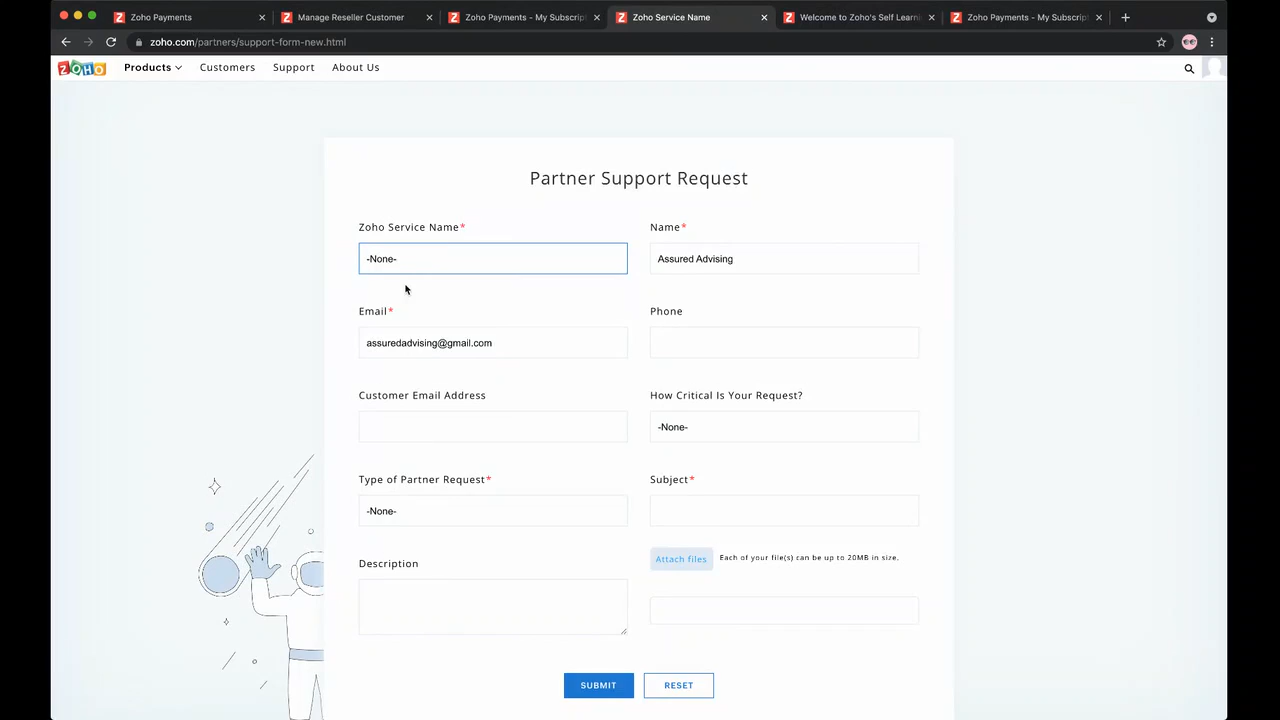 Zoho Payments
Manage Reseller Customer
Zoho Payments - My Subscrip
Zoho Service Name
Welcome to Zoho's Self Learni
Zoho Payments - My Subscrip
zoho.com/partners/support-form-new.html
ZOHO
Products
Customers
Support
About Us
Partner Support Request
Zoho Service Name*
Name*
-None-
Assured Advising
Email*
Phone
assuredadvising@gmail.com
Customer Email Address
How Critical Is Your Request?
-None-
Type of Partner Request*
Subject*
-None-
Attach files
Each of your file(s) can be up to 20MB in size.
Description
SUBMIT
RESET